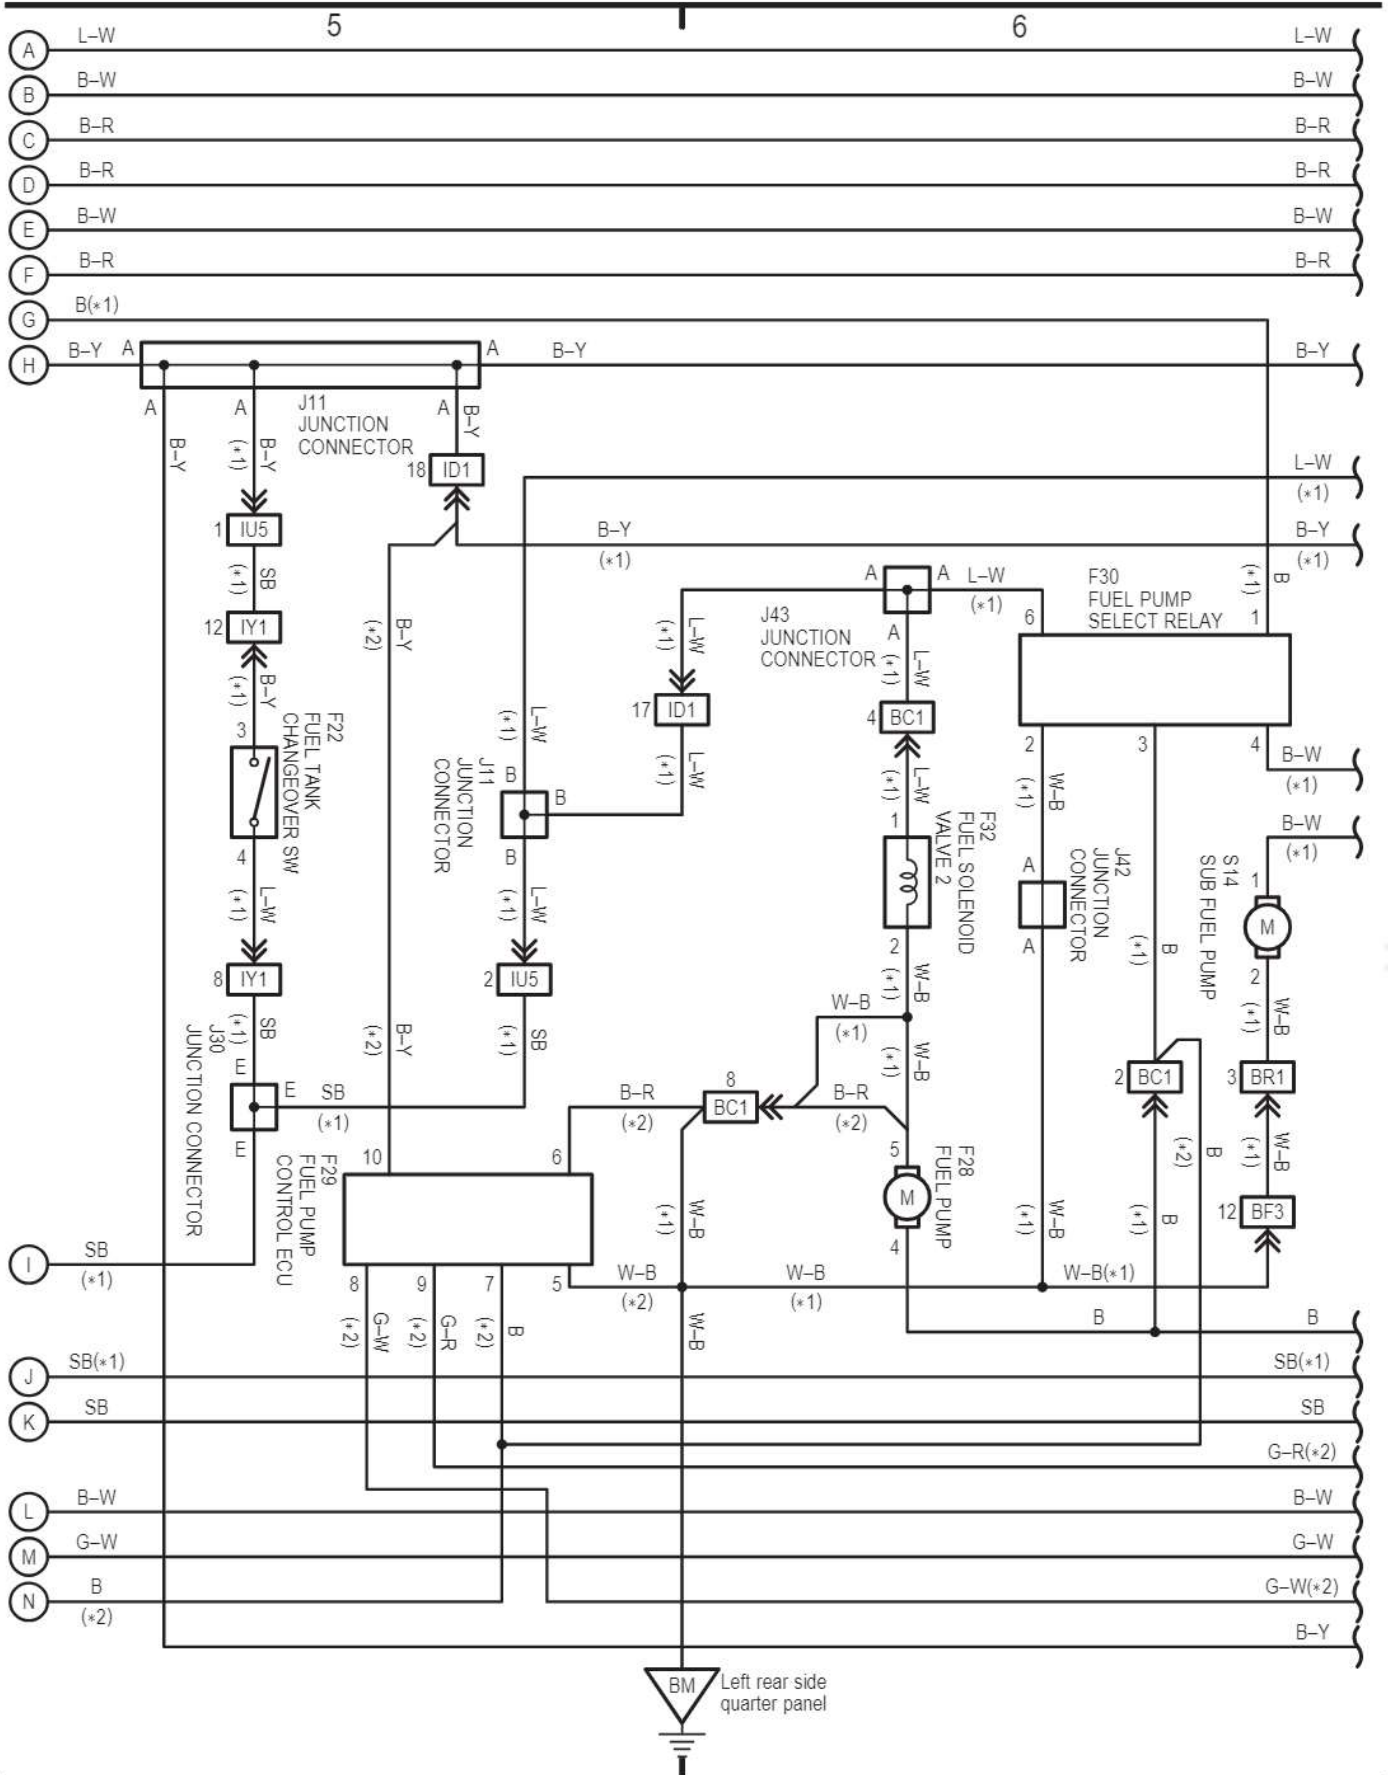 5
6
A L–W L–W
B B–W B–W
C B–R B–R
D B–R B–R
E B–W B–W
F B–R B–R
G B(*1)
H B–Y A A B–Y B–Y
A A A
J11
JUNCTION
CONNECTOR
B–Y
B–Y
(*1)
B–Y
18 ID1
L–W
(*1)
1 IU5
B–Y
(*1)
B–Y
(*1)
SB
(*1)
12 IY1
B–Y
(*1)
B–Y
(*2)
A A L–W
(*1)
A
J43
JUNCTION
CONNECTOR
F30
FUEL PUMP
SELECT RELAY
B
(*1)
6 1
L–W
(*1)
L–W
(*1)
17 ID1
4 BC1
3
F22
FUEL TANK
CHANGEOVER SW
4
L–W
(*1)
J11
JUNCTION
CONNECTOR
B
B
B
L–W
(*1)
L–W
(*1)
1
F32
FUEL SOLENOID
VALVE 2
2
2 3 4
W–B
(*1)
B–W
(*1)
B–W
(*1)
A
A
J42
JUNCTION
CONNECTOR
S14
SUB FUEL PUMP
1
M
2
L–W
(*1)
L–W
(*1)
8 IY1
2 IU5
W–B
(*1)
B
(*1)
W–B
(*1)
SB
(*1)
J30
JUNCTION CONNECTOR
E
E
E
SB
(*1)
B–Y
(*2)
SB
(*1)
W–B
(*1)
W–B
(*1)
2 BC1
3 BR1
B–R
(*2)
8
BC1
B–R
(*2)
10 6
F29
FUEL PUMP
CONTROL ECU
5
M
4
F28
FUEL PUMP
B
(*2)
W–B
(*1)
12 BF3
W–B
(*1)
W–B
(*1)
B
(*1)
I SB
(*1)
8 9 7 5
W–B
(*2)
W–B
(*1)
W–B(*1)
G–W
(*2)
G–R
(*2)
B
(*2)
W–B
B B
J SB(*1) SB(*1)
K SB SB
G–R(*2)
L B–W B–W
M G–W G–W
N B
(*2)
G–W(*2)
B–Y
BM
Left rear side
quarter panel